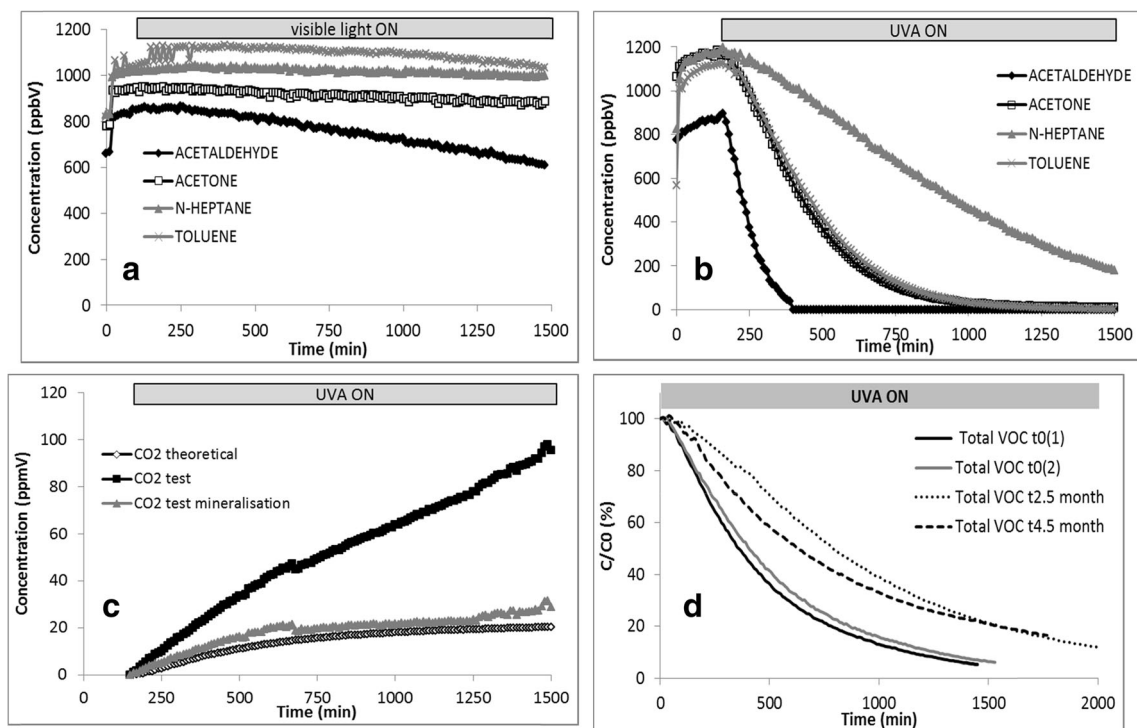 visible light ON
1200
1000
800
600
400
200
0
Concentration (ppbV)
ACETALDEHYDE
ACETONE
N-HEPTANE
TOLUENE
a
0
250
500
750
1000
1250
1500
Time (min)
UVA ON
1200
1000
800
600
400
200
0
Concentration (ppbV)
ACETALDEHYDE
ACETONE
N-HEPTANE
TOLUENE
b
0
250
500
750
1000
1250
1500
Time (min)
UVA ON
120
100
80
60
40
20
0
Concentration (ppmV)
CO2 theoretical
CO2 test
CO2 test mineralisation
c
0
250
500
750
1000
1250
1500
Time (min)
UVA ON
100
80
60
40
20
0
C/C0 (%)
Total VOC t0(1)
Total VOC t0(2)
Total VOC t2.5 month
Total VOC t4.5 month
d
0
500
1000
1500
2000
Time (min)